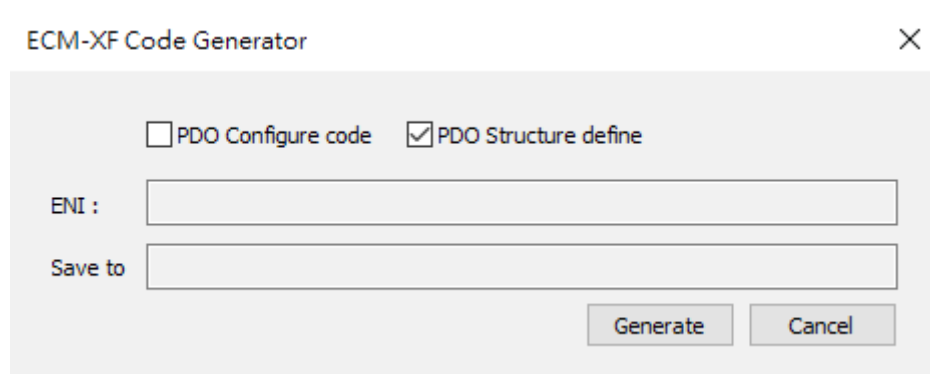 ECM-XF Code Generator
PDO Configure code PDO Structure define
ENI :
Save to
Generate Cancel